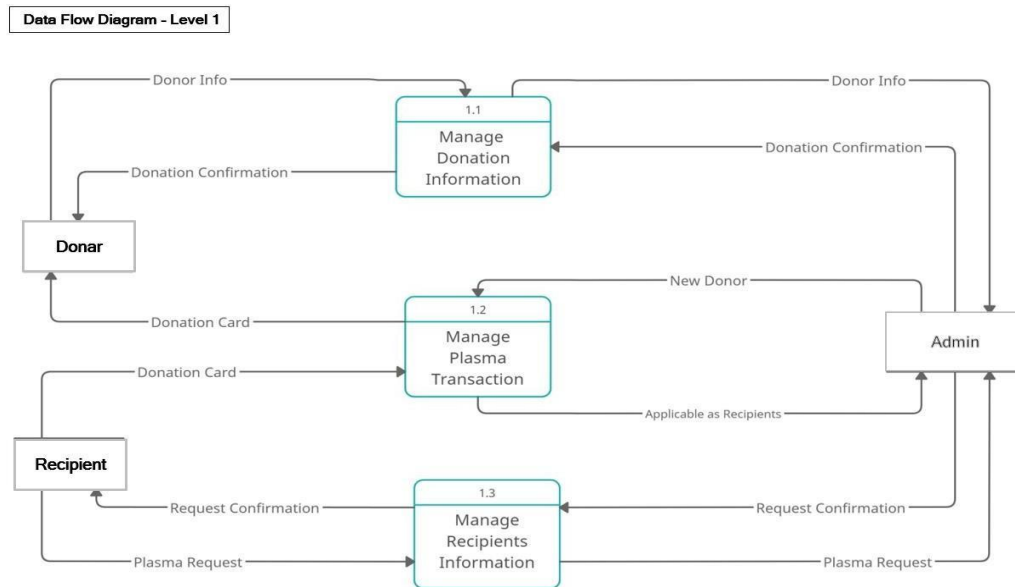 Data Flow Diagram - Level 1
Donor Info
Donor Info
1.1
Manage
Donation
Information
Donation Confirmation
Donation Confirmation
Donar
New Donor
1.2
Manage
Plasma
Transaction
Donation Card
Admin
Donation Card
Applicable as Recipients
Recipient
1.3
Manage
Recipients
Information
Request Confirmation
Request Confirmation
Plasma Request
Plasma Request